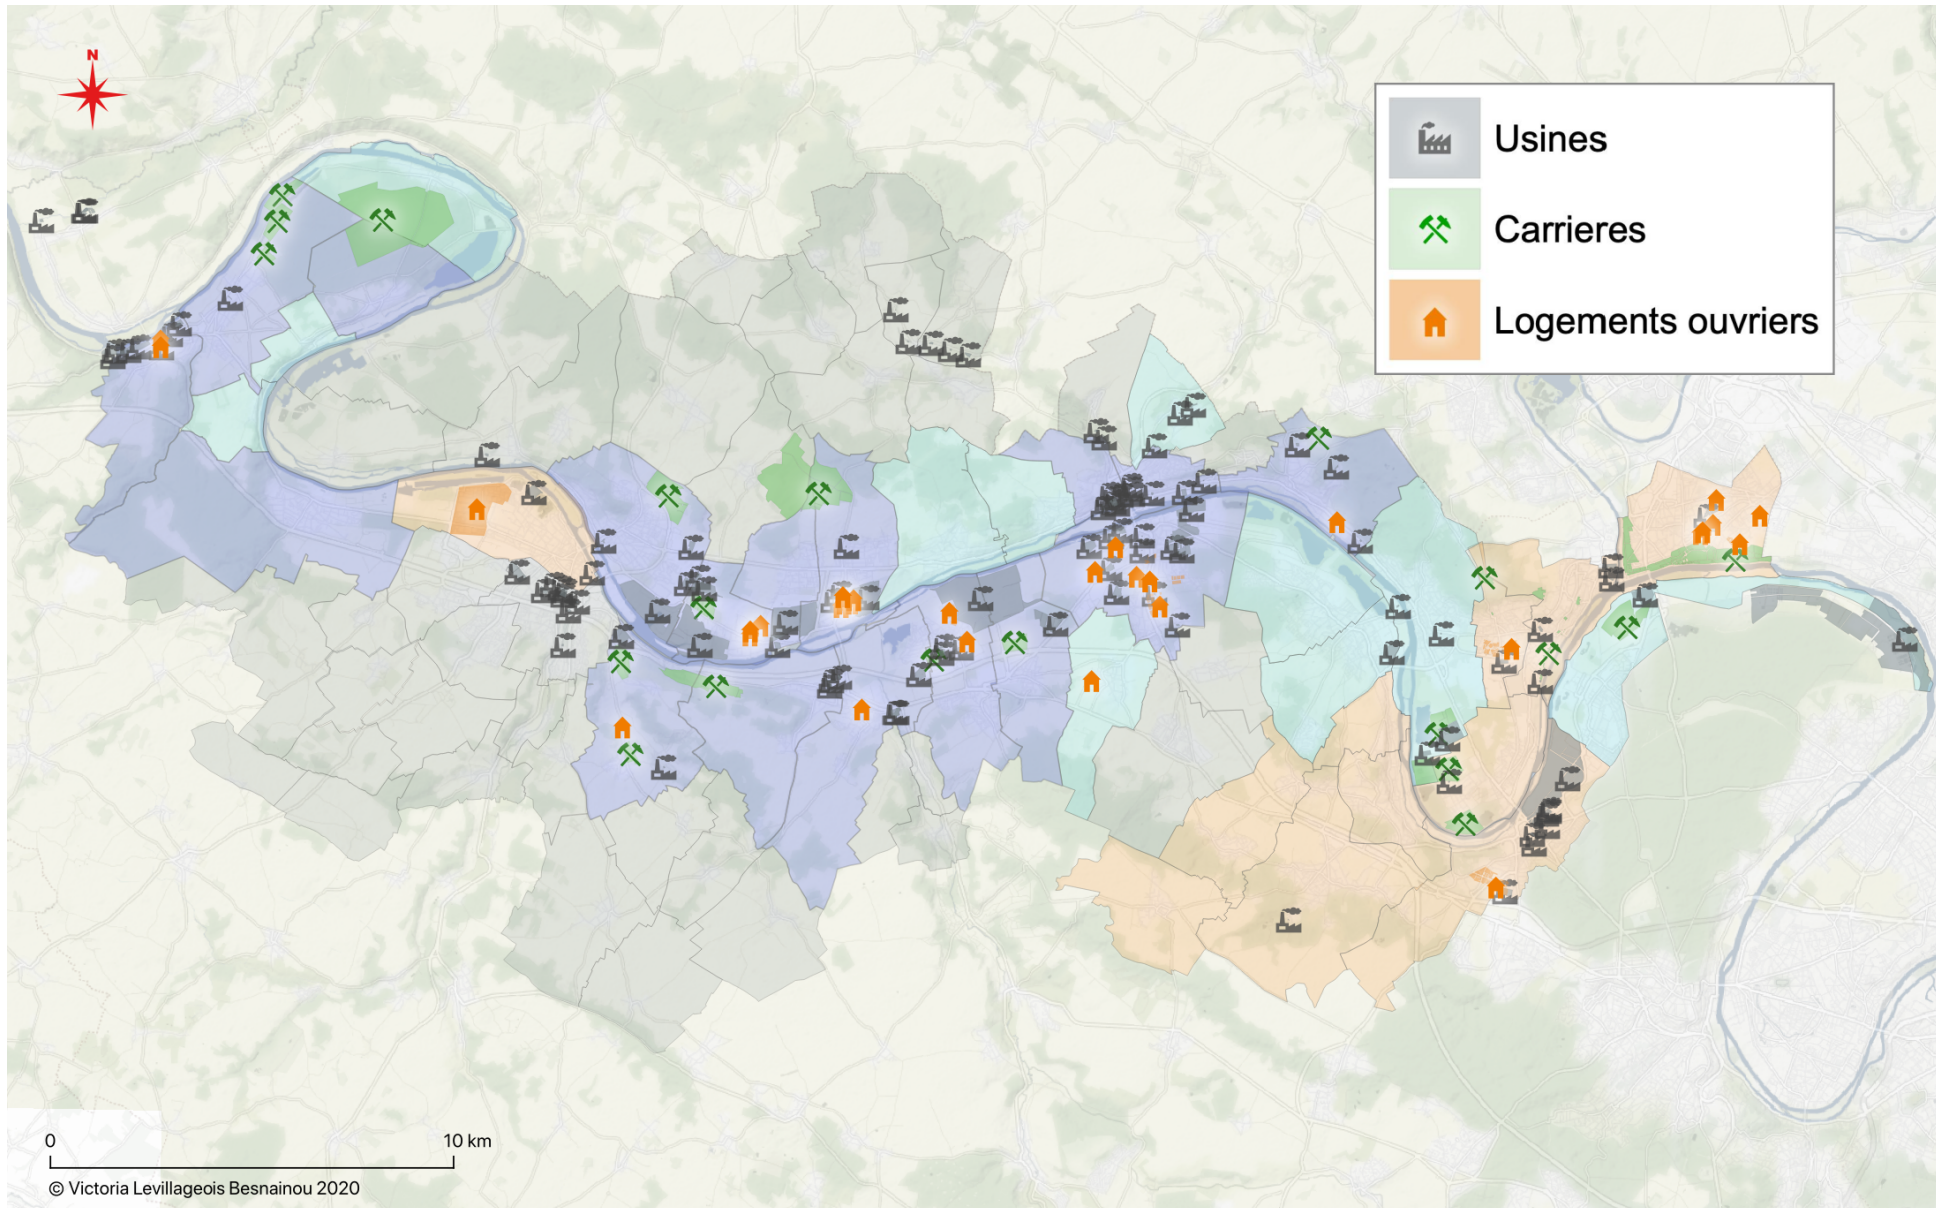 N
Usines
Carrieres
Logements ouvriers
0 10 km
© Victoria Levillageois Besnainou 2020